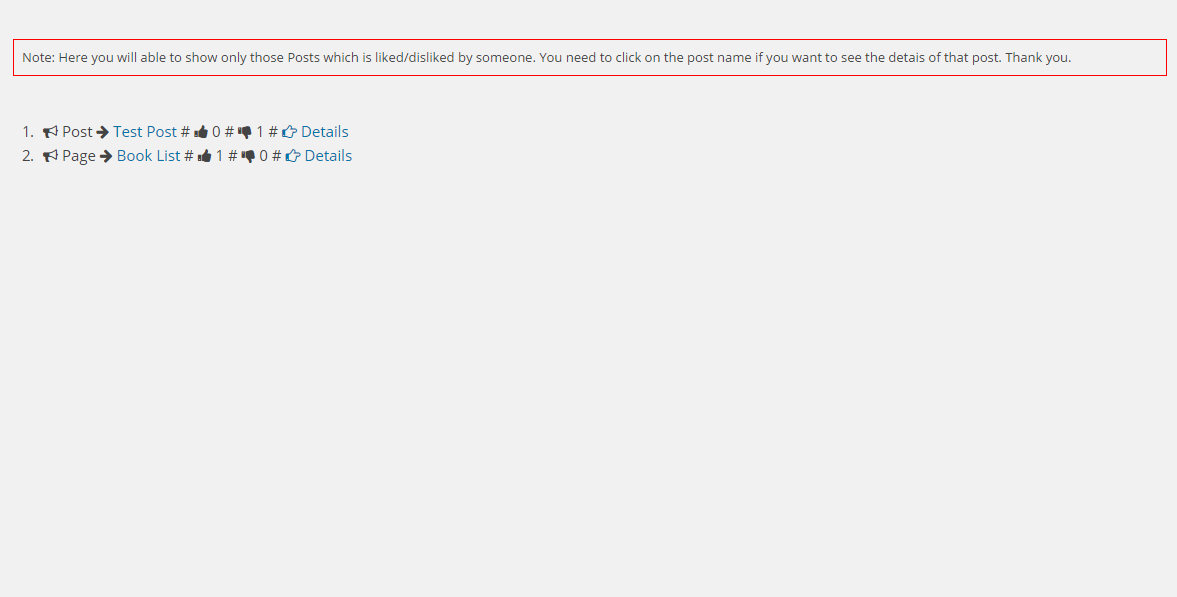 Note: Here you will able to show only those Posts which is liked/disliked by someone. You need to click on the post name if you want to see the detais of that post. Thank you.
1. Post Test Post # 0 # 1 # Details
2. Page Book List # 1 # 0 # Details